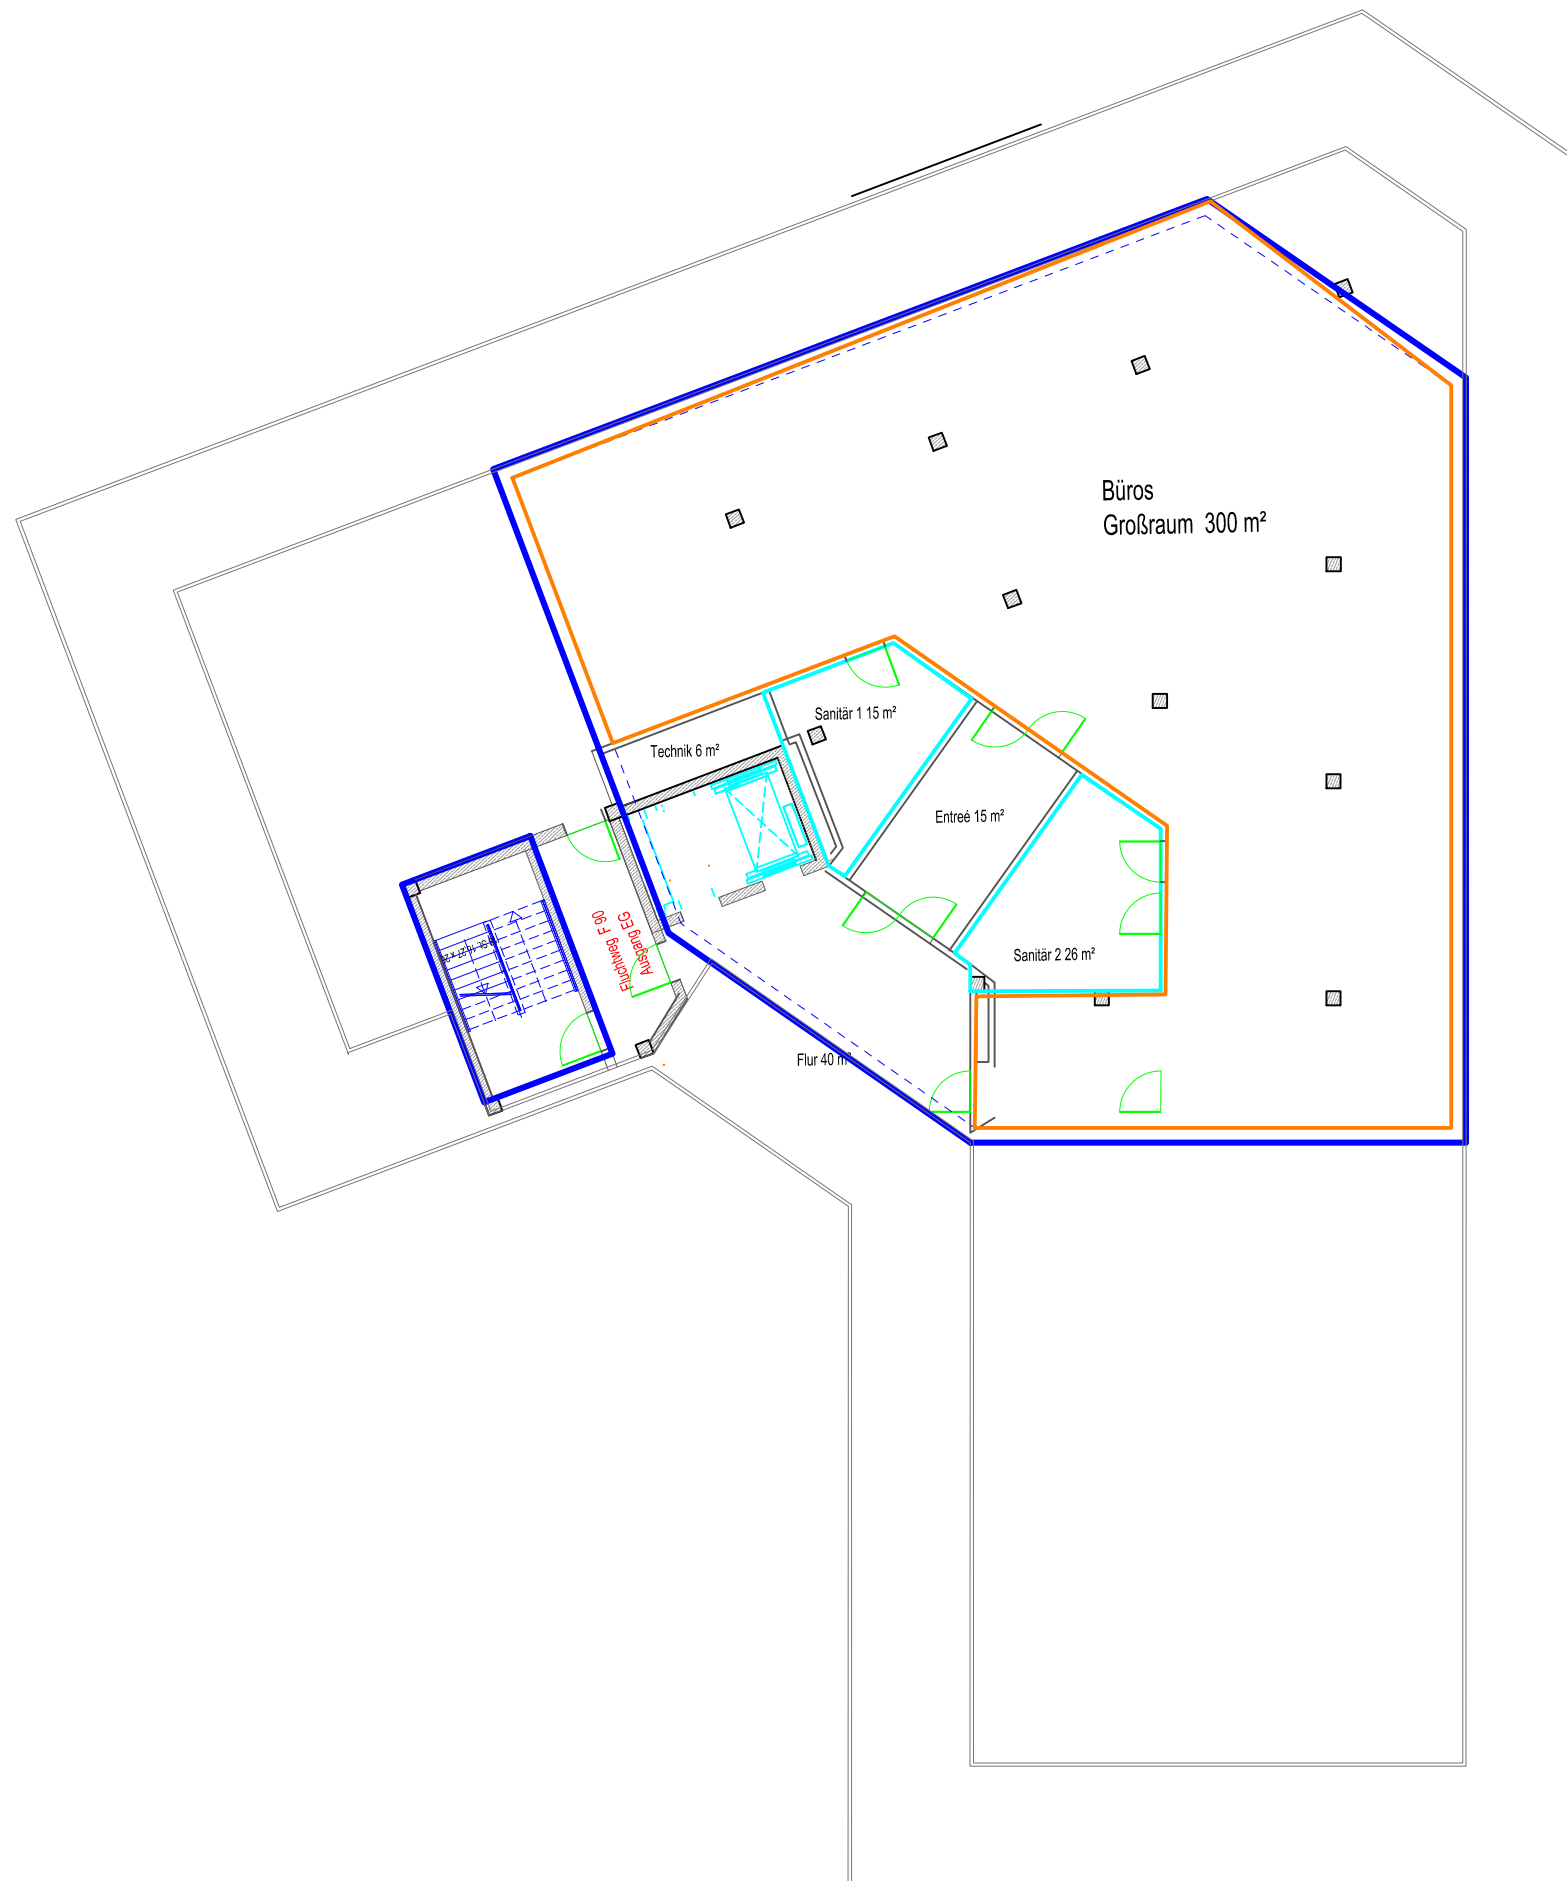 Büros
Großraum 300 m²
Sanitär 1 15 m²
Technik 6 m²
Entreé 15 m²
Fluchtweg F 90
Ausgang EG
Sanitär 2 26 m²
Flur 40 m²